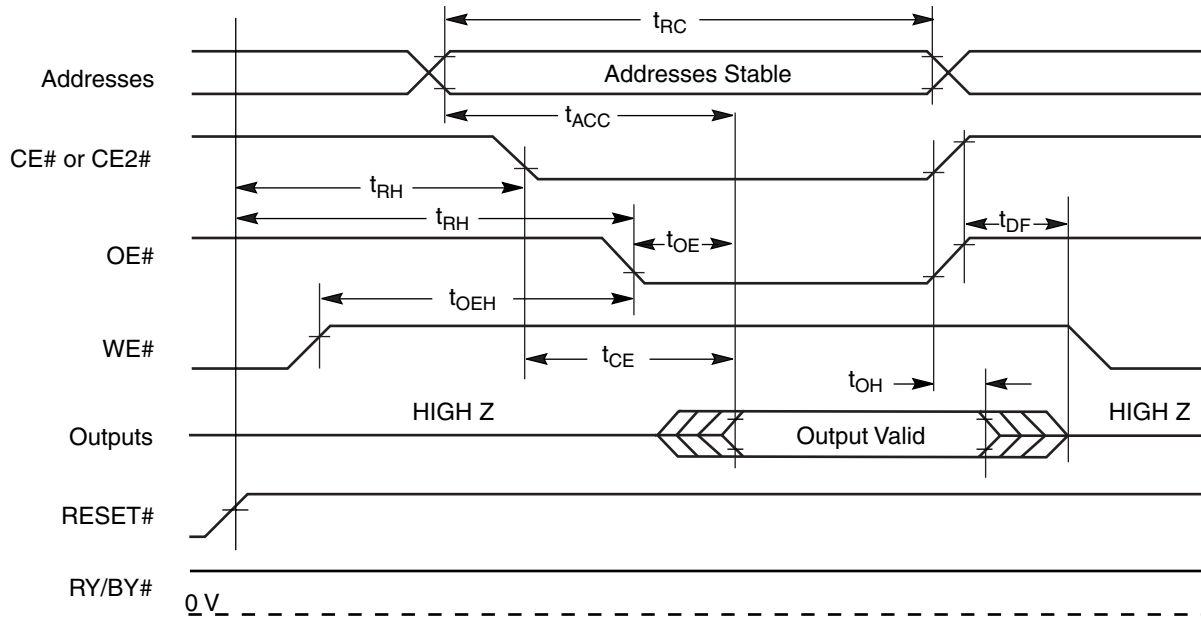 tRC
Addresses
Addresses Stable
tACC
CE# or CE2#
tRH
tRH
tOE
tDF
OE#
tOEH
WE#
tCE
tOH
HIGH Z
HIGH Z
Outputs
Output Valid
RESET#
RY/BY#
0 V